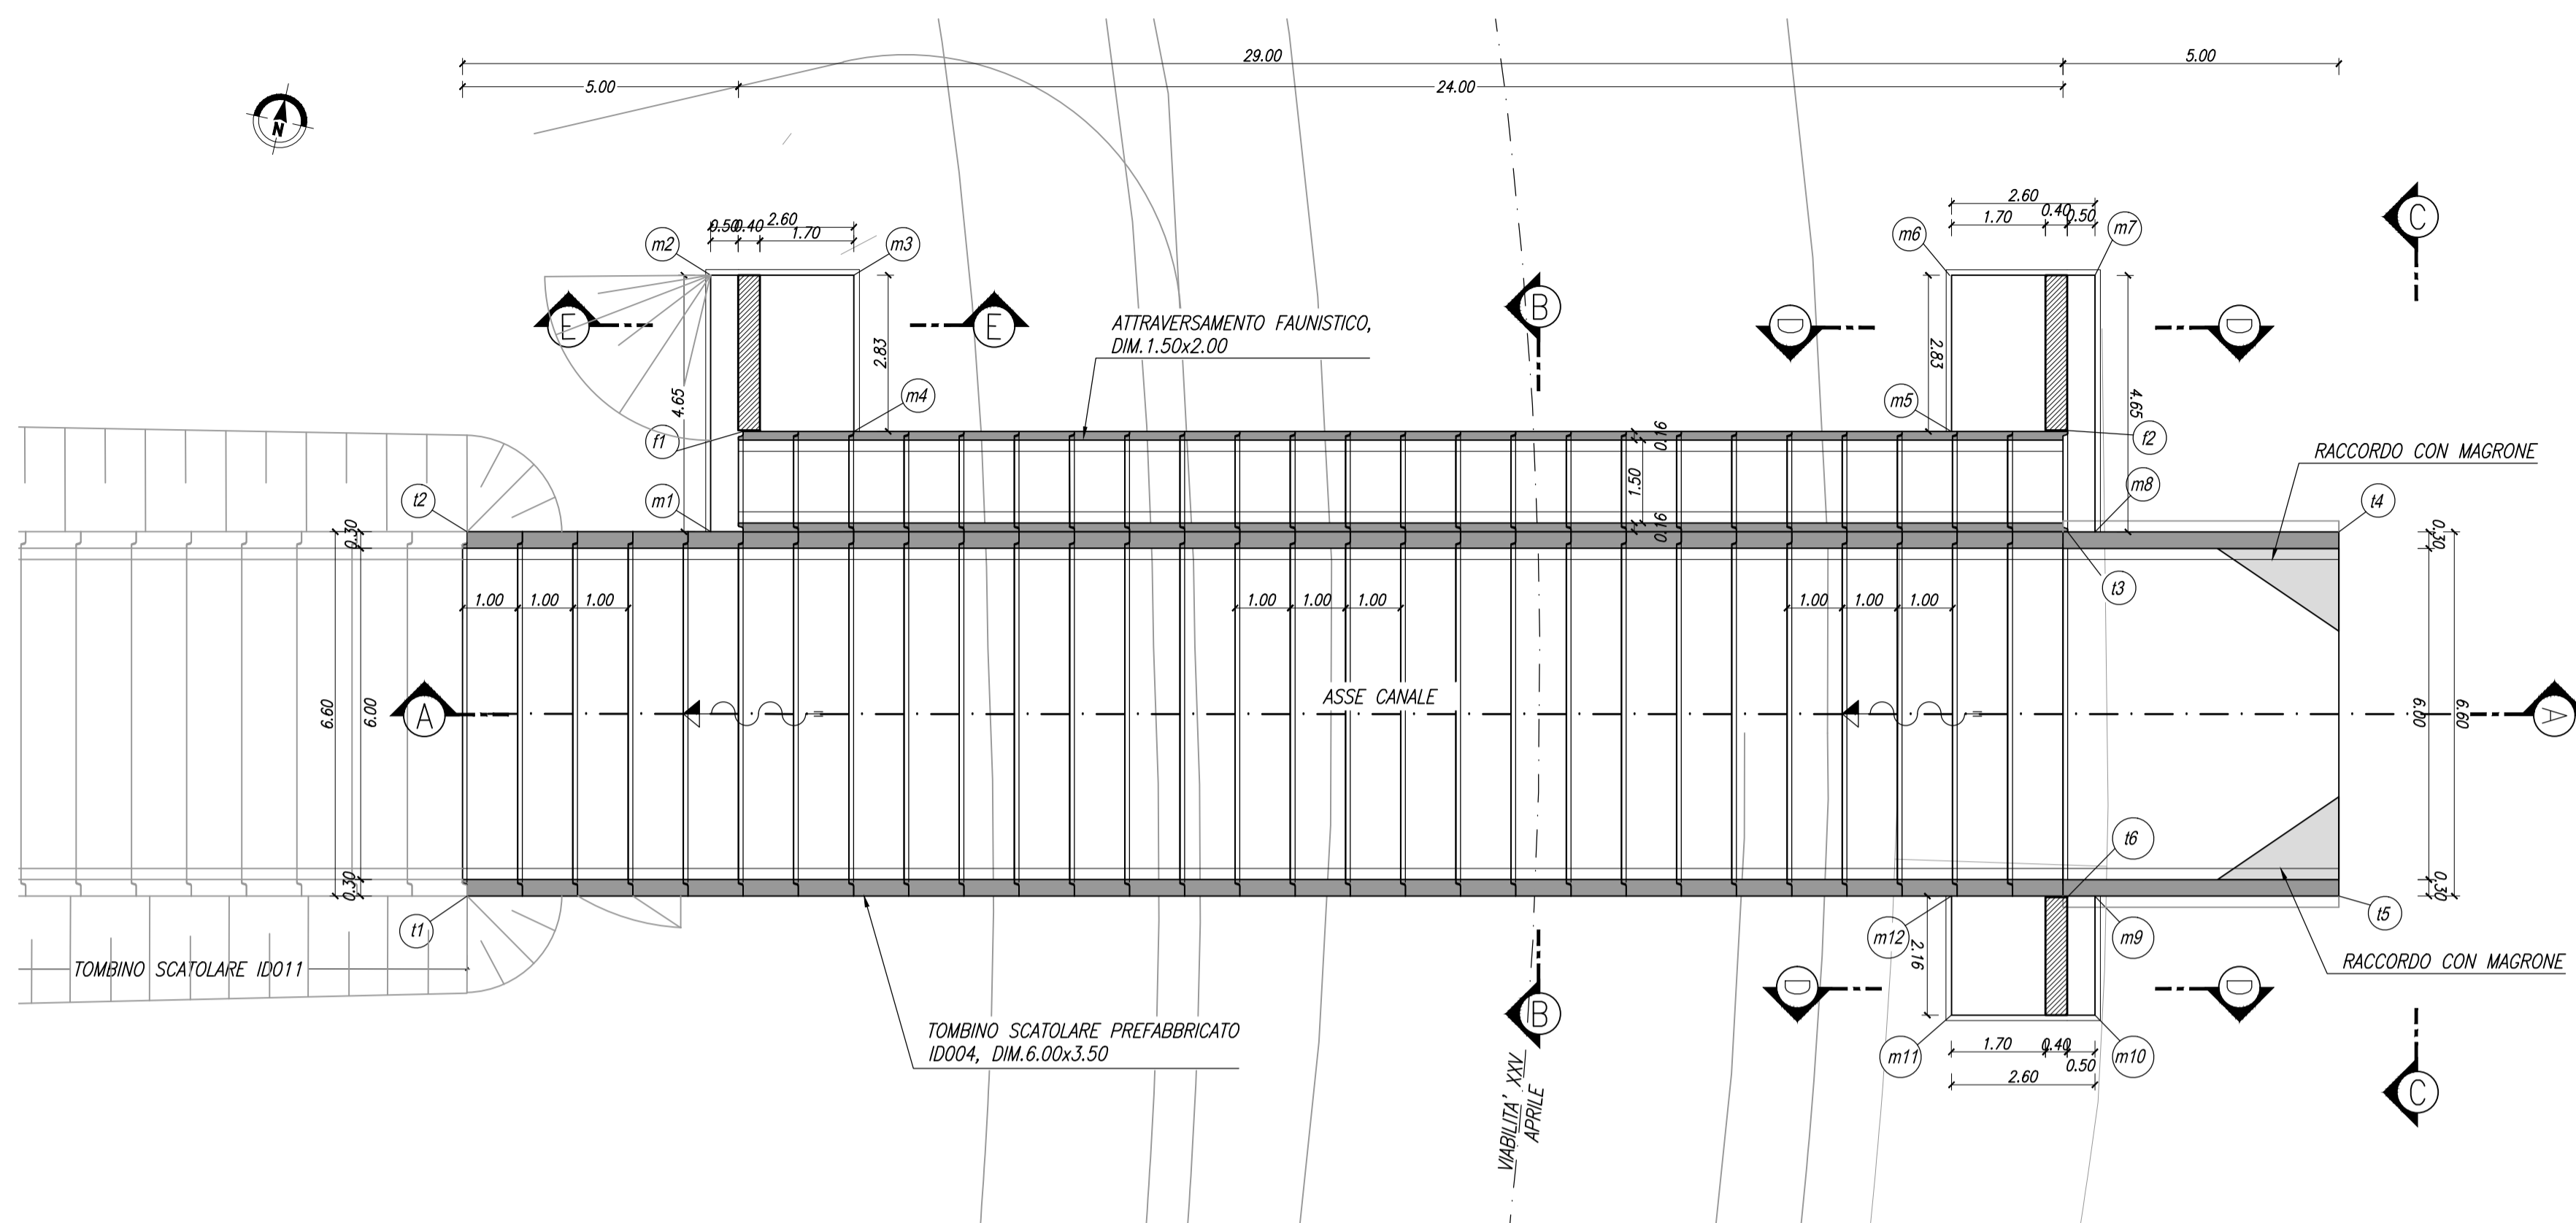 29.00
5.00
5.00
24.00
N
C
2.60
0.50
0.40
1.70
2.60
1.70
0.40
0.50
m2
m3
m6
m7
E
E
B
D
D
ATTRAVERSAMENTO FAUNISTICO,
DIM.1.50x2.00
2.83
4.65
2.83
4.65
m4
m5
f1
f2
0.16
1.50
0.16
RACCORDO CON MAGRONE
t2
m1
m8
t4
0.30
0.30
t3
1.00
1.00
1.00
1.00
1.00
1.00
1.00
1.00
1.00
6.60
6.00
A
ASSE CANALE
6.00
6.60
A
t6
0.30
0.30
t1
m12
m9
t5
2.16
TOMBINO SCATOLARE ID011
RACCORDO CON MAGRONE
D
D
B
TOMBINO SCATOLARE PREFABBRICATO
ID004, DIM.6.00x3.50
m11
m10
1.70
0.40
0.50
2.60
C
VIABILITA' XXV
APRILE